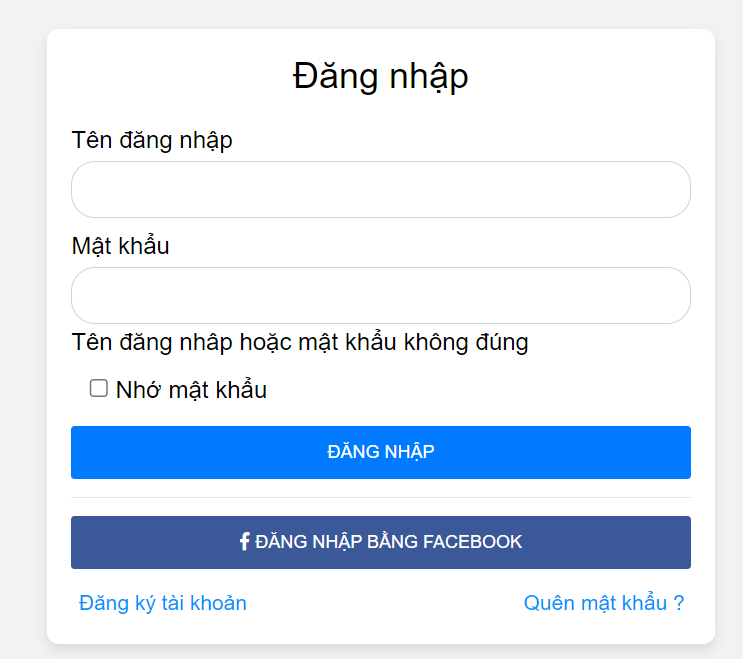 Đăng nhập
Tên đăng nhập
Mật khẩu
Tên đăng nhâp hoặc mật khẩu không đúng
Nhớ mật khẩu
ĐĂNG NHẬP
ĐĂNG NHẬP BẰNG FACEBOOK
Đăng ký tài khoản Quên mật khẩu ?